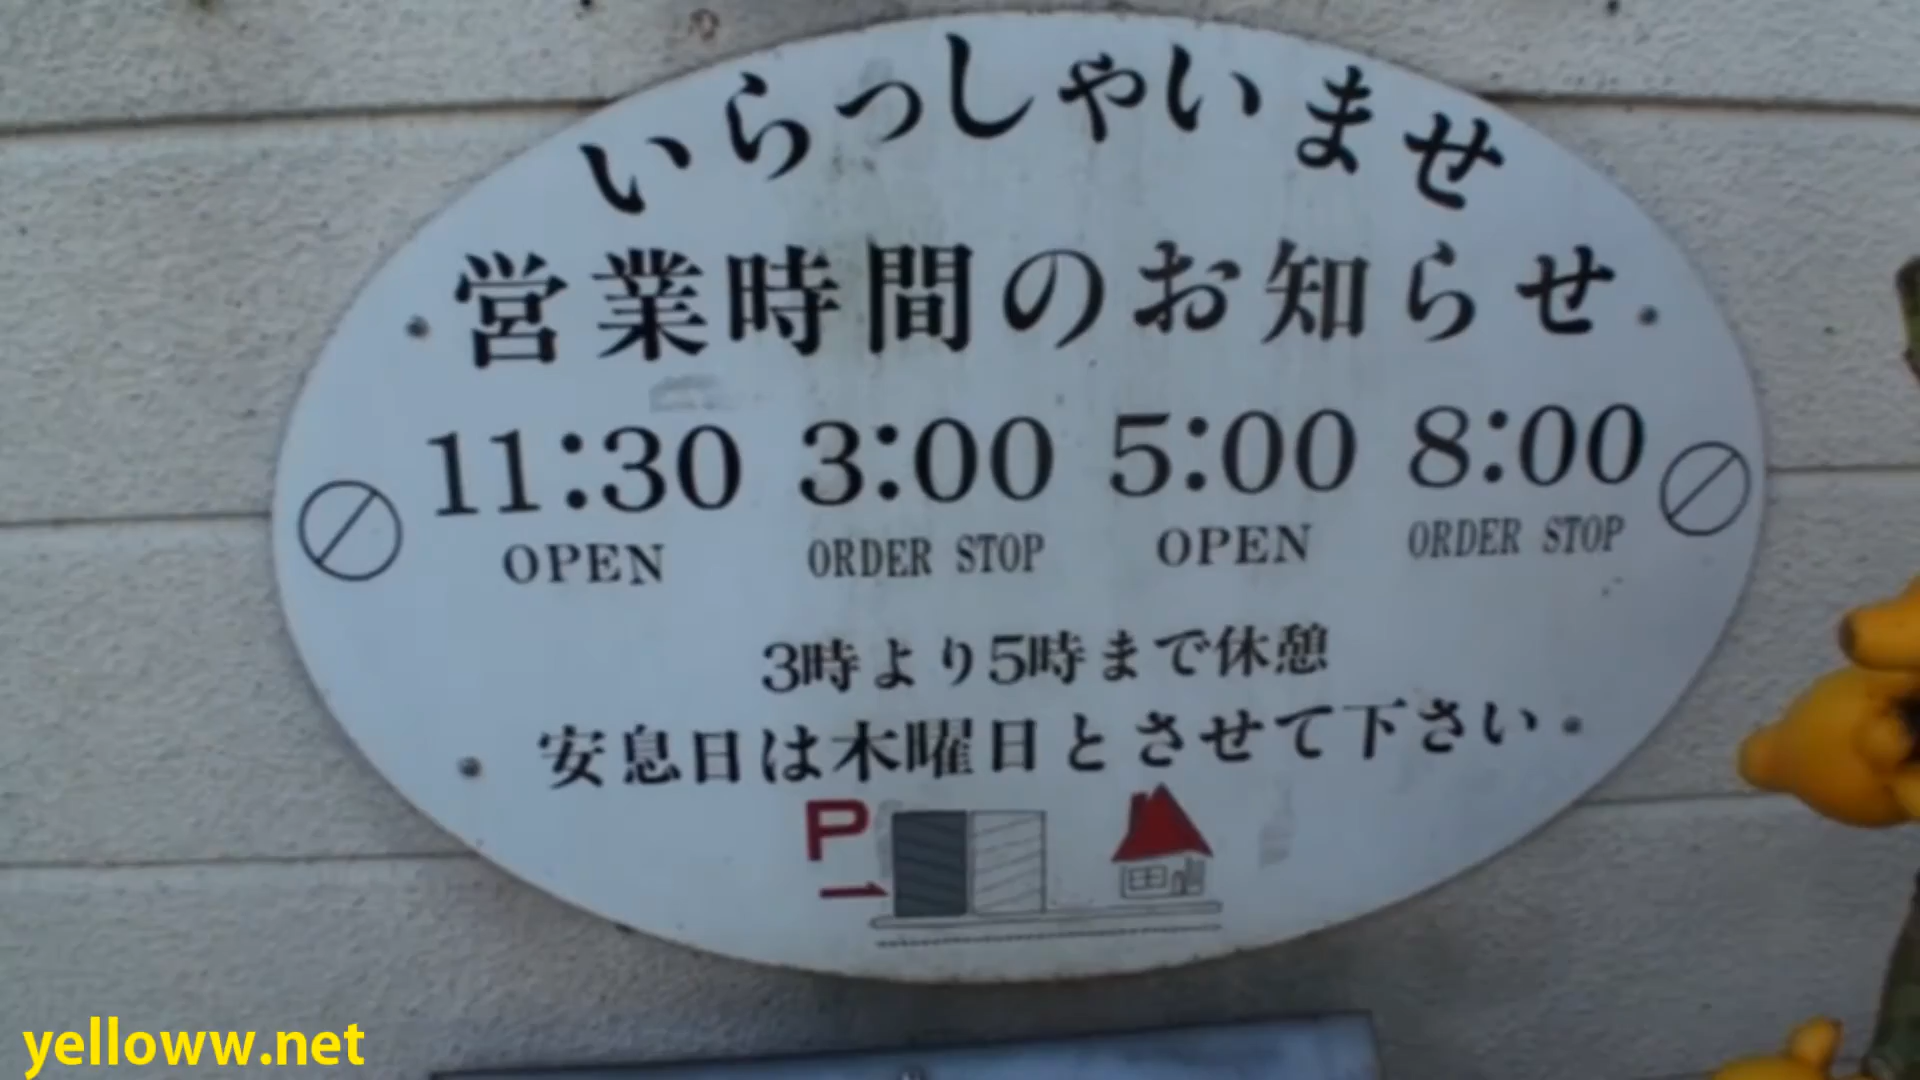 いらっしゃいませ
営業時間のお知らせ
11:30 3:00 5:00 8:00
OPEN ORDER STOP OPEN ORDER STOP
3時より5時まで休憩
安息日は木曜日とさせて下さい
P
yelloww.net